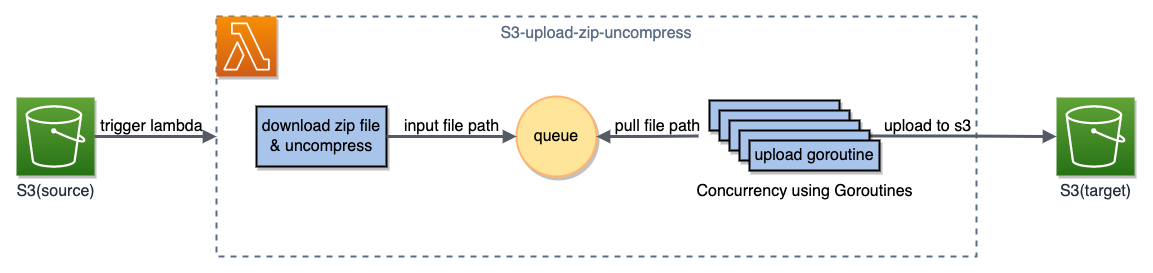 S3-upload-zip-uncompress
trigger lambda
download zip file
& uncompress
input file path
queue
pull file path
upload goroutine
upload to s3
S3(source)
Concurrency using Goroutines
S3(target)